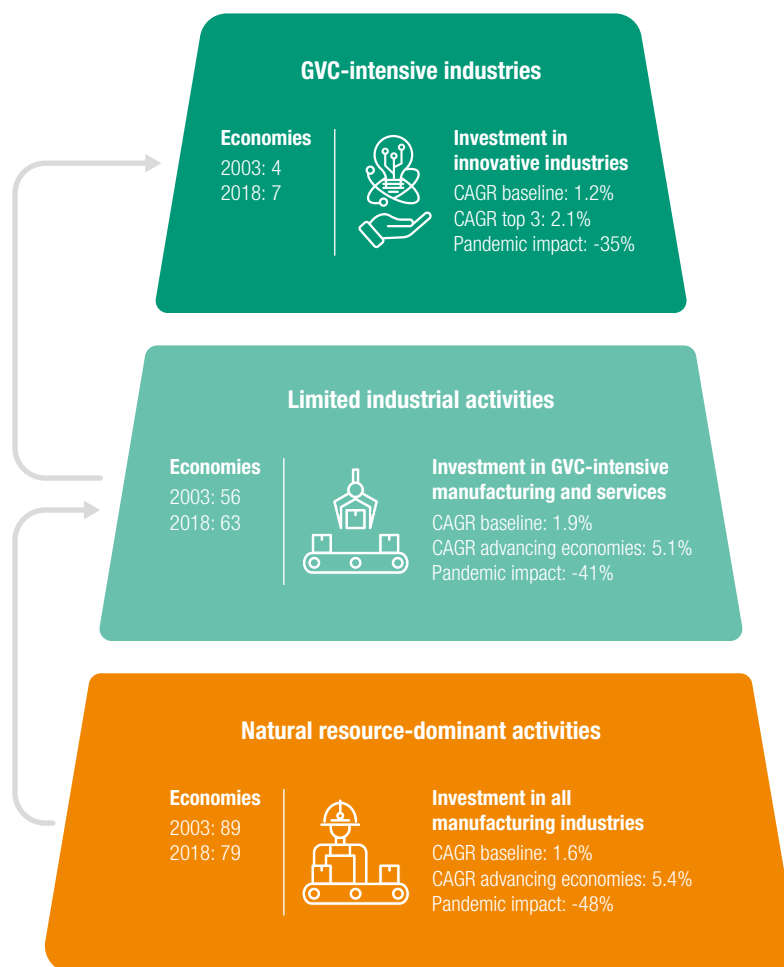 GVC-intensive industries
Economies
2003: 4
2018: 7
Investment in
innovative industries
CAGR baseline: 1.2%
CAGR top 3: 2.1%
Pandemic impact: -35%
Limited industrial activities
Economies
2003: 56
2018: 63
Investment in GVC-intensive
manufacturing and services
CAGR baseline: 1.9%
CAGR advancing economies: 5.1%
Pandemic impact: -41%
Natural resource-dominant activities
Economies
2003: 89
2018: 79
Investment in all
manufacturing industries
CAGR baseline: 1.6%
CAGR advancing economies: 5.4%
Pandemic impact: -48%